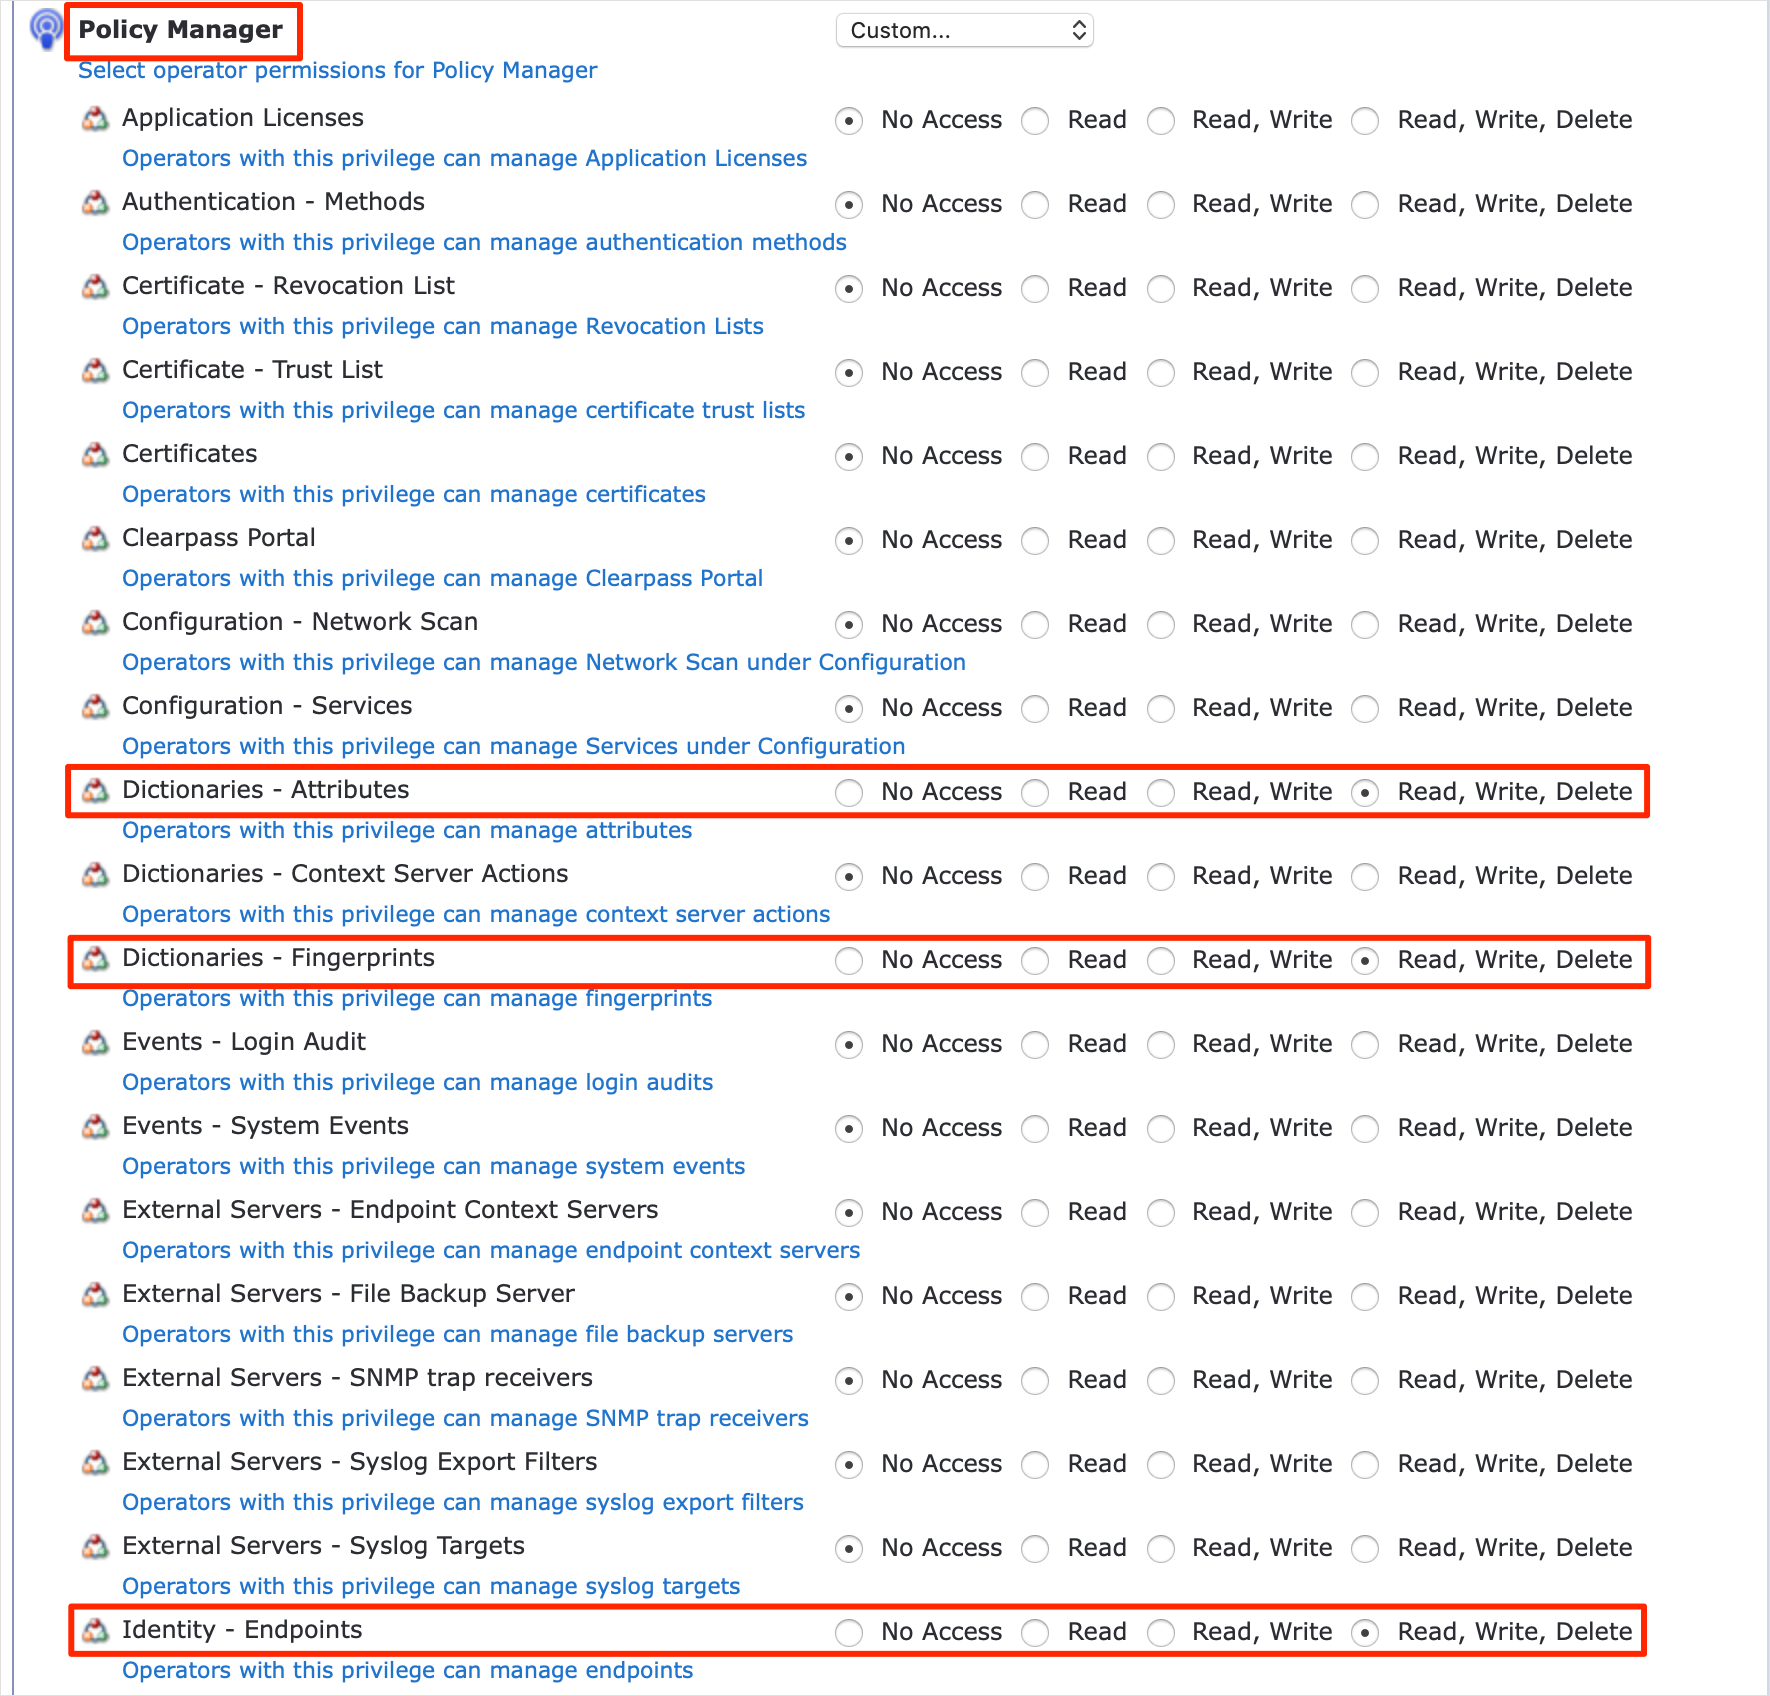 Policy Manager Custom...
Select operator permissions for Policy Manager
Application Licenses No Access Read Read, Write Read, Write, Delete
Operators with this privilege can manage Application Licenses
Authentication - Methods No Access Read Read, Write Read, Write, Delete
Operators with this privilege can manage authentication methods
Certificate - Revocation List No Access Read Read, Write Read, Write, Delete
Operators with this privilege can manage Revocation Lists
Certificate - Trust List No Access Read Read, Write Read, Write, Delete
Operators with this privilege can manage certificate trust lists
Certificates No Access Read Read, Write Read, Write, Delete
Operators with this privilege can manage certificates
Clearpass Portal No Access Read Read, Write Read, Write, Delete
Operators with this privilege can manage Clearpass Portal
Configuration - Network Scan No Access Read Read, Write Read, Write, Delete
Operators with this privilege can manage Network Scan under Configuration
Configuration - Services No Access Read Read, Write Read, Write, Delete
Operators with this privilege can manage Services under Configuration
Dictionaries - Attributes No Access Read Read, Write Read, Write, Delete
Operators with this privilege can manage attributes
Dictionaries - Context Server Actions No Access Read Read, Write Read, Write, Delete
Operators with this privilege can manage context server actions
Dictionaries - Fingerprints No Access Read Read, Write Read, Write, Delete
Operators with this privilege can manage fingerprints
Events - Login Audit No Access Read Read, Write Read, Write, Delete
Operators with this privilege can manage login audits
Events - System Events No Access Read Read, Write Read, Write, Delete
Operators with this privilege can manage system events
External Servers - Endpoint Context Servers No Access Read Read, Write Read, Write, Delete
Operators with this privilege can manage endpoint context servers
External Servers - File Backup Server No Access Read Read, Write Read, Write, Delete
Operators with this privilege can manage file backup servers
External Servers - SNMP trap receivers No Access Read Read, Write Read, Write, Delete
Operators with this privilege can manage SNMP trap receivers
External Servers - Syslog Export Filters No Access Read Read, Write Read, Write, Delete
Operators with this privilege can manage syslog export filters
External Servers - Syslog Targets No Access Read Read, Write Read, Write, Delete
Operators with this privilege can manage syslog targets
Identity - Endpoints No Access Read Read, Write Read, Write, Delete
Operators with this privilege can manage endpoints